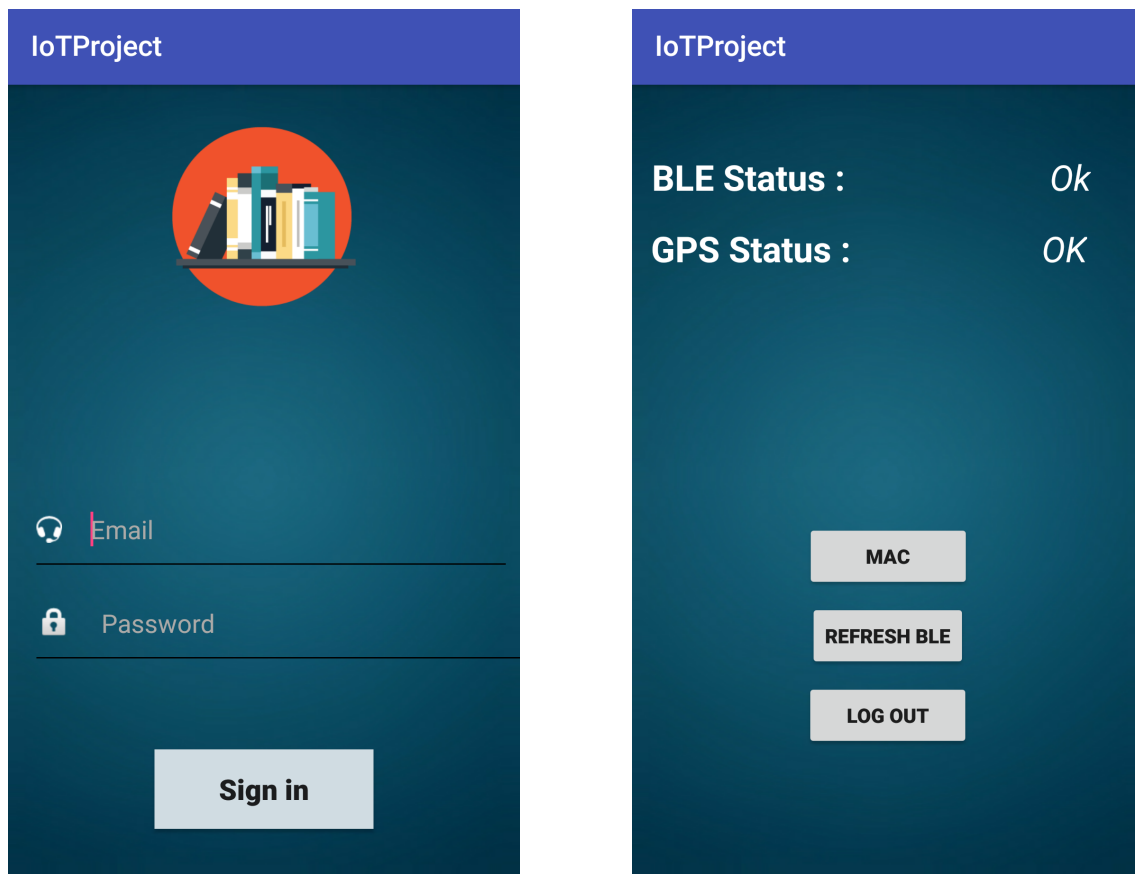 IoTProject
Email
Password
Sign in
IoTProject
BLE Status : Ok
GPS Status : OK
MAC
REFRESH BLE
LOG OUT